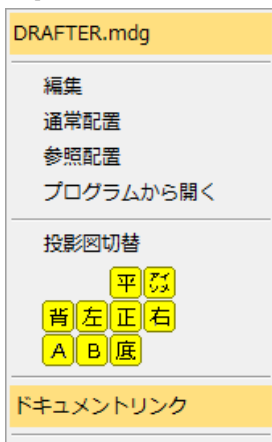 DRAFTER.mdg
編集
通常配置
参照配置
プログラムから開く
投影図切替
平 アイソメ
背 左 正 右
A B 底
ドキュメントリンク